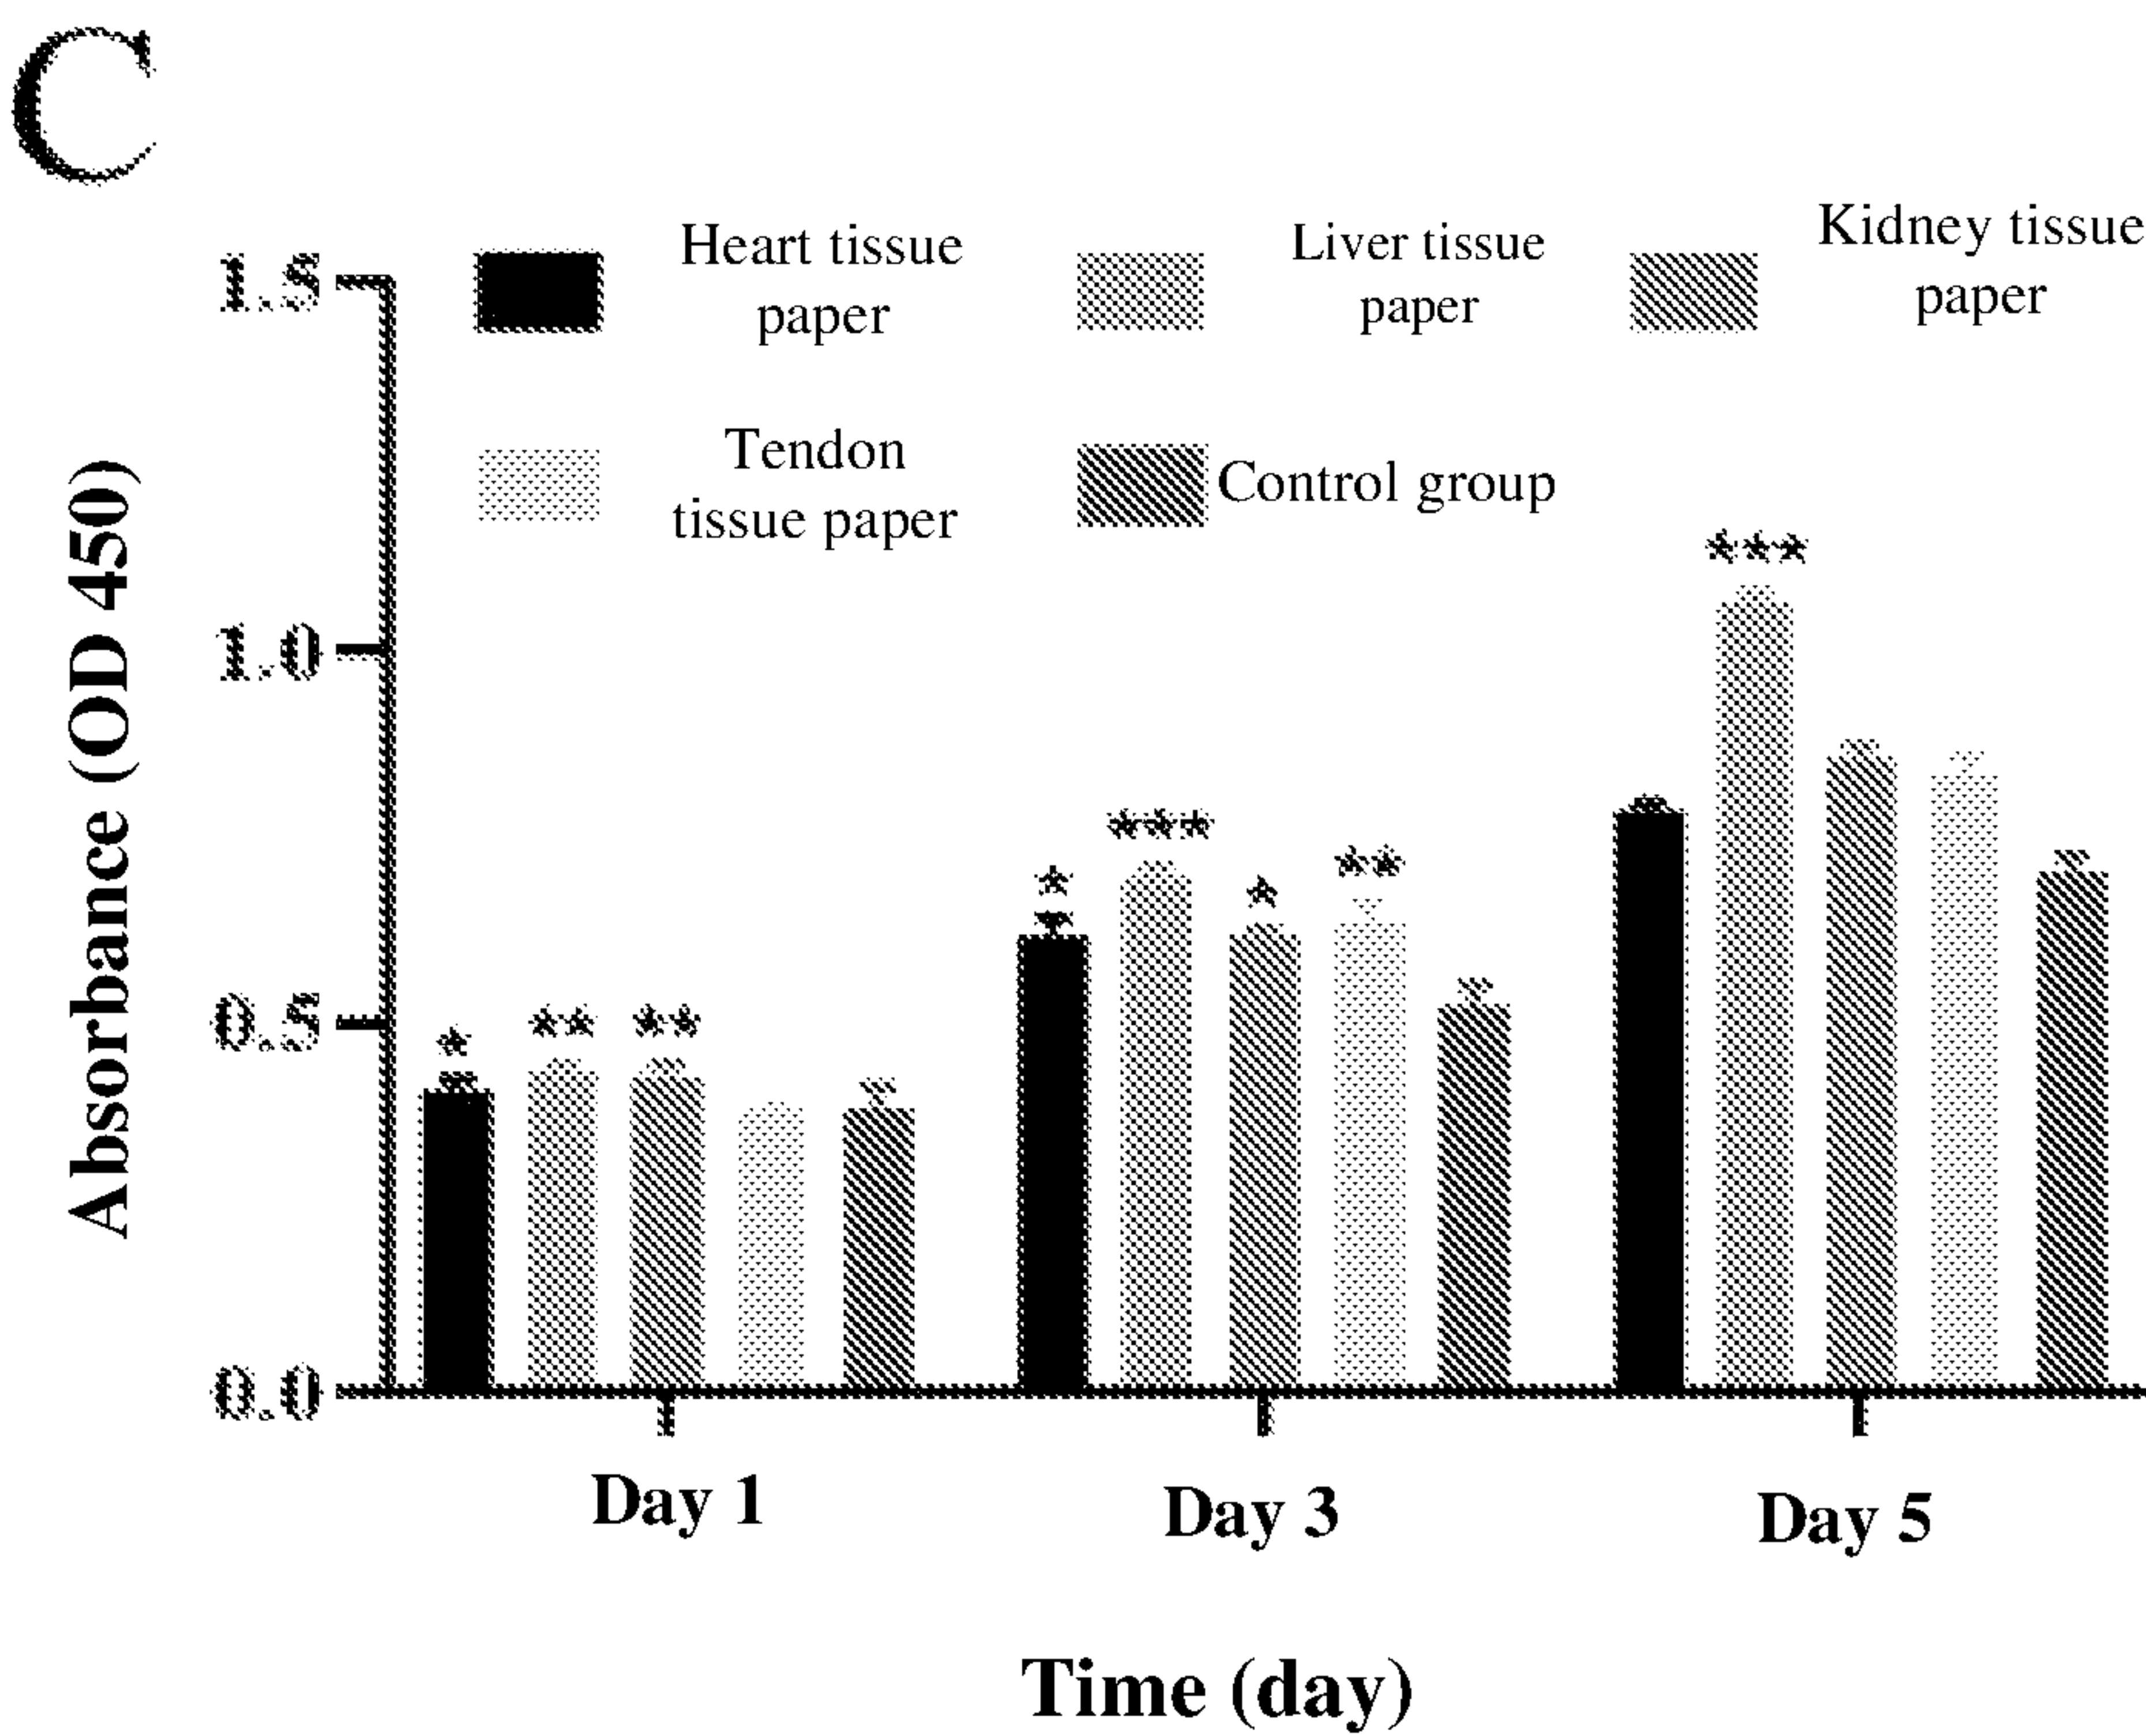 C
Heart tissue
paper
Liver tissue
paper
Kidney tissue
paper
Tendon
tissue paper
Control group
Absorbance (OD 450)
1.5
1.0
0.5
0.0
***
***
*
*
**
*
**
**
Day 1
Day 3
Day 5
Time (day)